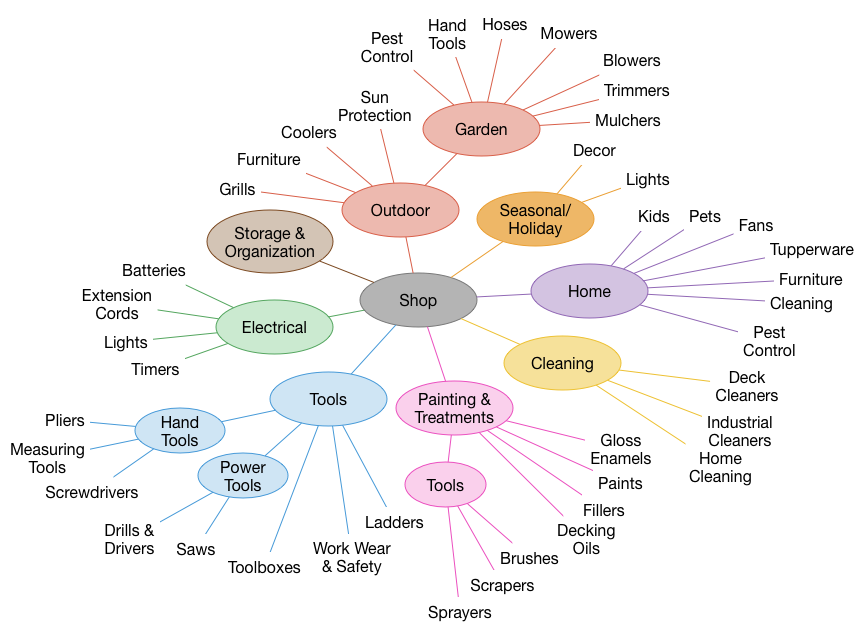 Pest
Control
Hand
Tools
Hoses
Mowers
Blowers
Trimmers
Mulchers
Garden
Sun
Protection
Coolers
Furniture
Grills
Outdoor
Decor
Lights
Seasonal/
Holiday
Storage &
Organization
Kids
Pets
Fans
Tupperware
Furniture
Cleaning
Pest
Control
Home
Shop
Batteries
Extension
Cords
Lights
Timers
Electrical
Cleaning
Deck
Cleaners
Industrial
Cleaners
Home
Cleaning
Tools
Hand
Tools
Pliers
Measuring
Tools
Screwdrivers
Power
Tools
Drills &
Drivers
Saws
Toolboxes
Work Wear
& Safety
Ladders
Painting &
Treatments
Gloss
Enamels
Paints
Fillers
Decking
Oils
Tools
Brushes
Scrapers
Sprayers